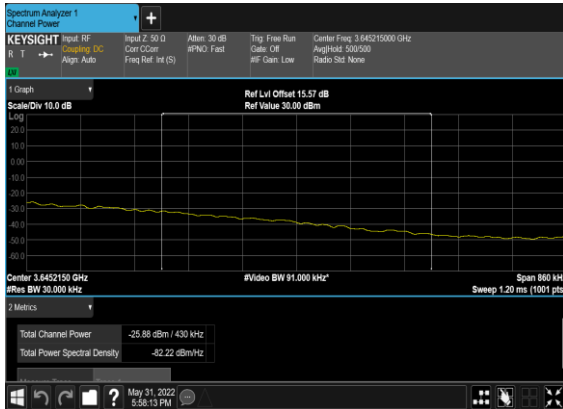 Spectrum Analyzer 1
Channel Power
KEYSIGHT
R T
LXI
Input: RF
Coupling: DC
Align: Auto
Input Z: 50 Ω
Corr CCorr
Freq Ref: Int (S)
Atten: 30 dB
#PNO: Fast
Trig: Free Run
Gate: Off
#IF Gain: Low
Center Freq: 3.645215000 GHz
Avg|Hold: 500/500
Radio Std: None
1 Graph
Scale/Div 10.0 dB
Ref Lvl Offset 15.57 dB
Ref Value 30.00 dBm
Log
20.0
10.0
0.00
-10.0
-20.0
-30.0
-40.0
-50.0
-60.0
Center 3.6452150 GHz
#Video BW 91.000 kHz*
Span 860 kH
#Res BW 30.000 kHz
Sweep 1.20 ms (1001 pts
2 Metrics
Total Channel Power -25.88 dBm / 430 kHz
Total Power Spectral Density -82.22 dBm/Hz
?
May 31, 2022
5:58:13 PM